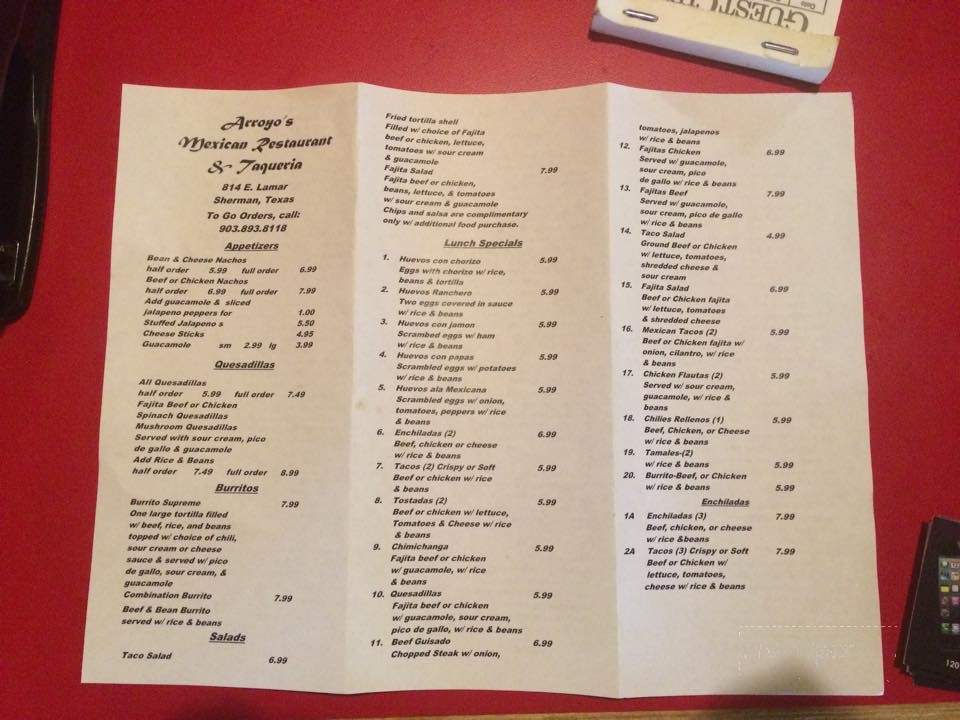 GUESTCH
Date
Arroyo's
Mexican Restaurant
& Taqueria
814 E. Lamar
Sherman, Texas
To Go Orders, call:
903.893.8118
Appetizers
Bean & Cheese Nachos
half order 5.99 full order 6.99
Beef or Chicken Nachos
half order 6.99 full order 7.99
Add guacamole & sliced
jalapeno peppers for 1.00
Stuffed Jalapeno s 5.50
Cheese Sticks 4.95
Guacamole sm 2.99 lg 3.99
Quesadillas
All Quesadillas
half order 5.99 full order 7.49
Fajita Beef or Chicken
Spinach Quesadillas
Mushroom Quesadillas
Served with sour cream, pico
de gallo & guacamole
Add Rice & Beans
half order 7.49 full order 8.99
Burritos
Burrito Supreme 7.99
One large tortilla filled
w/ beef, rice, and beans
topped w/ choice of chili,
sour cream or cheese
sauce & served w/ pico
de gallo, sour cream, &
guacamole
Combination Burrito 7.99
Beef & Bean Burrito
served w/ rice & beans
Salads
Taco Salad 6.99
Fried tortilla shell
Filled w/ choice of Fajita
beef or chicken, lettuce,
tomatoes w/ sour cream
& guacamole
Fajita Salad 7.99
Fajita beef or chicken,
beans, lettuce, & tomatoes
w/ sour cream & guacamole
Chips and salsa are complimentary
only w/ additional food purchase.
Lunch Specials
1. Huevos con chorizo 5.99
Eggs with chorizo w/ rice,
beans & tortilla
2. Huevos Ranchero 5.99
Two eggs covered in sauce
w/ rice & beans
3. Huevos con jamon 5.99
Scrambed eggs w/ ham
w/ rice & beans
4. Huevos con papas 5.99
Scrambled eggs w/ potatoes
w/ rice & beans
5. Huevos ala Mexicana 5.99
Scrambled eggs w/ onion,
tomatoes, peppers w/ rice
& beans
6. Enchiladas (2) 6.99
Beef, chicken or cheese
w/ rice & beans
7. Tacos (2) Crispy or Soft 5.99
Beef or chicken w/ rice
& beans
8. Tostadas (2) 5.99
Beef or chicken w/ lettuce,
Tomatoes & Cheese w/ rice
& beans
9. Chimichanga 5.99
Fajita beef or chicken
w/ guacamole, w/ rice
& beans
10. Quesadillas 5.99
Fajita beef or chicken
w/ guacamole, sour cream,
pico de gallo, w/ rice & beans
11. Beef Guisado 6.99
Chopped Steak w/ onion,
tomatoes, jalapenos
w/ rice & beans
12. Fajitas Chicken 6.99
Served w/ guacamole,
sour cream, pico
de gallo w/ rice & beans
13. Fajitas Beef 7.99
Served w/ guacamole,
sour cream, pico de gallo
w/ rice & beans
14. Taco Salad 4.99
Ground Beef or Chicken
w/ lettuce, tomatoes,
shredded cheese &
sour cream
15. Fajita Salad 6.99
Beef or Chicken fajita
w/ lettuce, tomatoes
& shredded cheese
16. Mexican Tacos (2) 5.99
Beef or Chicken fajita w/
onion, cilantro, w/ rice
& beans
17. Chicken Flautas (2) 5.99
Served w/ sour cream,
guacamole, w/ rice &
beans
18. Chilies Rellenos (1) 5.99
Beef, Chicken, or Cheese
w/ rice & beans
19. Tamales-(2)
w/ rice & beans 5.99
20. Burrito-Beef, or Chicken
w/ rice & beans 5.99
Enchiladas
1A Enchiladas (3) 7.99
Beef, chicken, or cheese
w/ rice &beans
2A Tacos (3) Crispy or Soft 7.99
Beef or Chicken w/
lettuce, tomatoes,
cheese w/ rice & beans
120